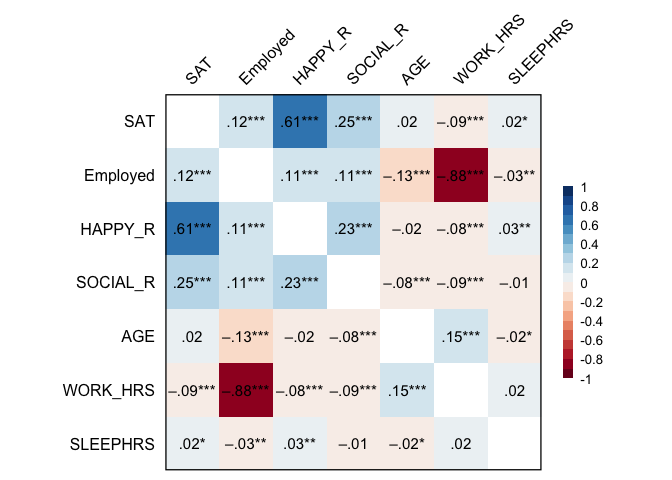 SAT Employed HAPPY_R SOCIAL_R AGE WORK_HRS SLEEPHRS
SAT .12*** .61*** .25*** .02 –.09*** .02*
Employed .12*** .11*** .11*** –.13*** –.88*** –.03**
HAPPY_R .61*** .11*** .23*** –.02 –.08*** .03**
SOCIAL_R .25*** .11*** .23*** –.08*** –.09*** –.01
AGE .02 –.13*** –.02 –.08*** .15*** –.02*
WORK_HRS –.09*** –.88*** –.08*** –.09*** .15*** .02
SLEEPHRS .02* –.03** .03** –.01 –.02* .02
1
0.8
0.6
0.4
0.2
0
-0.2
-0.4
-0.6
-0.8
-1